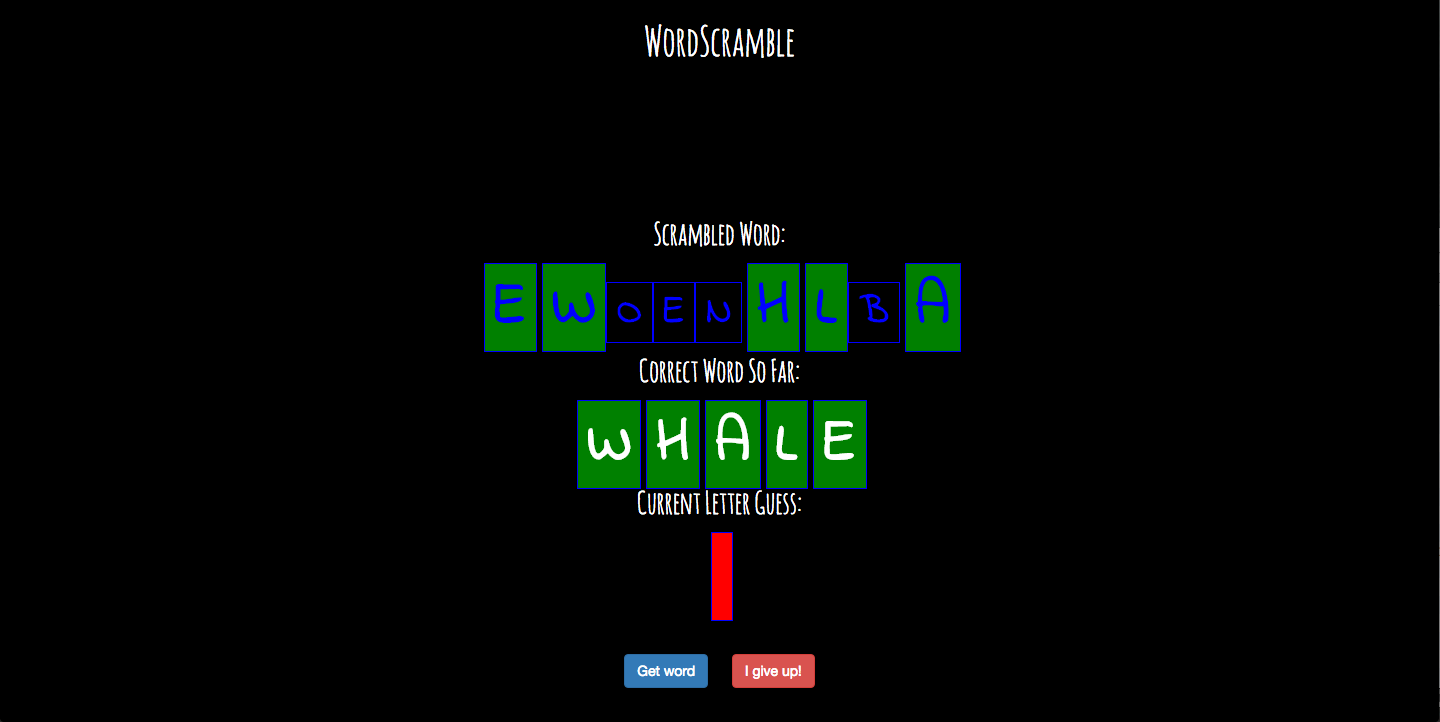 WordScramble
Scrambled Word:
E W O E N H L B A
Correct Word So Far:
W H A L E
Current Letter Guess:
Get word I give up!